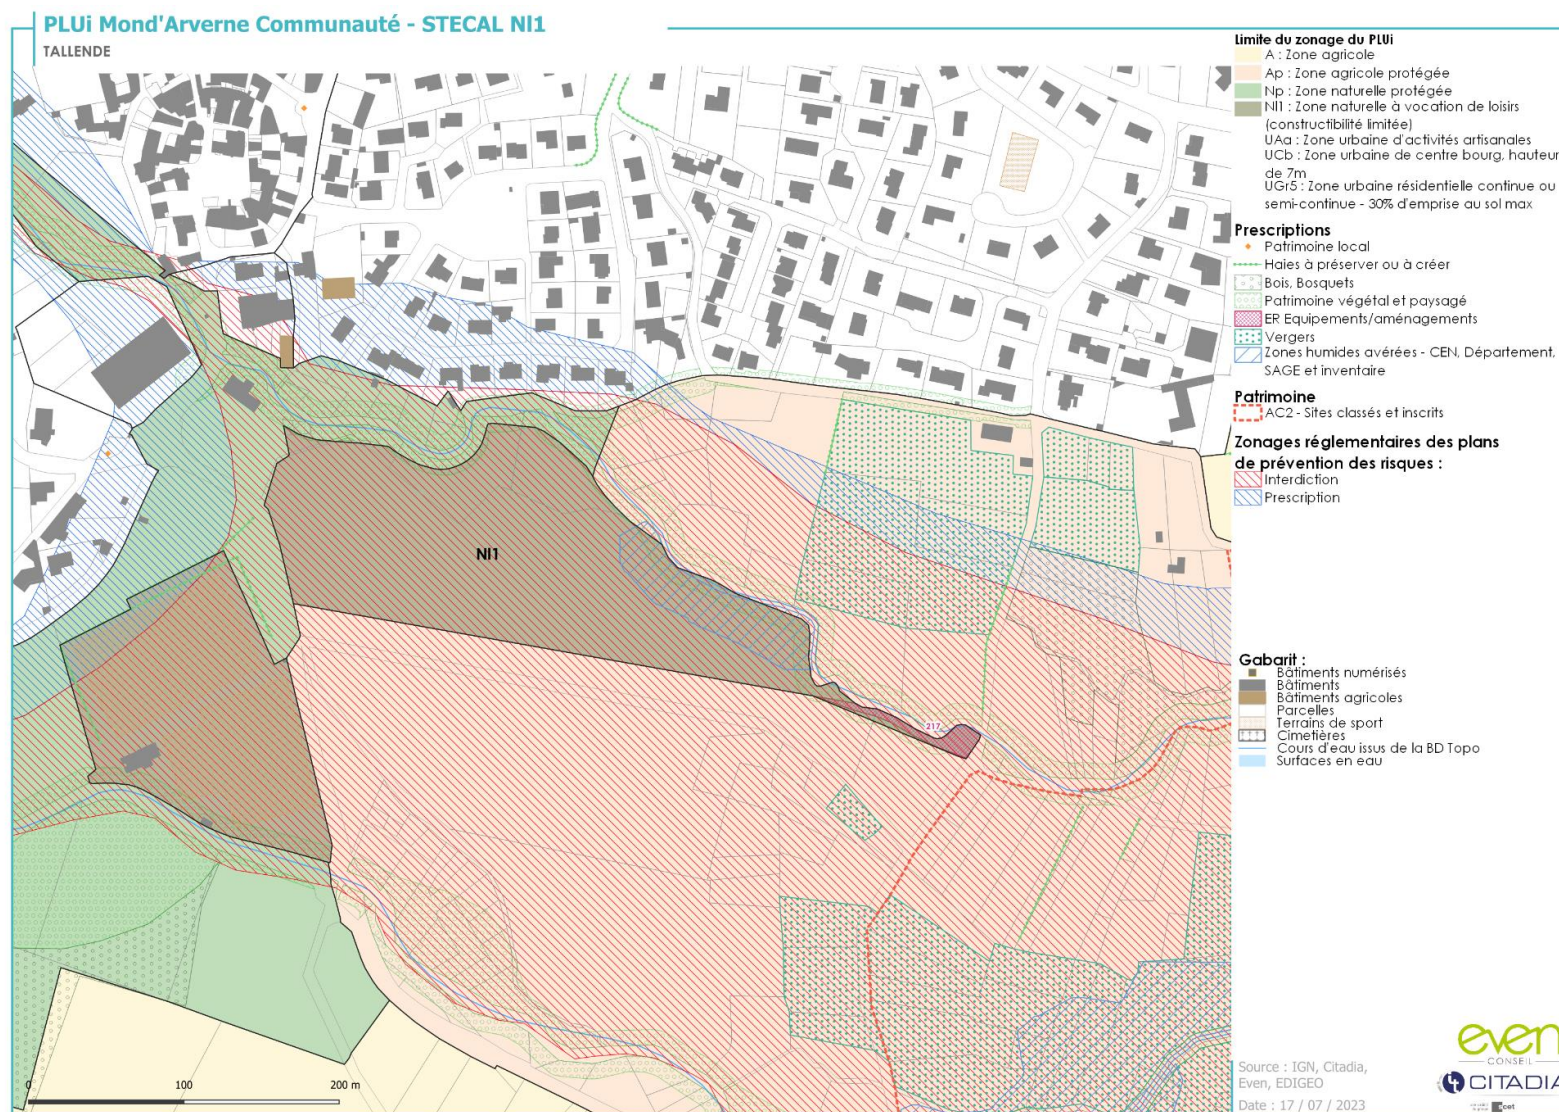 PLUi Mond'Arverne Communauté - STECAL Nl1
TALLENDE
Limite du zonage du PLUi
A : Zone agricole
Ap : Zone agricole protégée
Np : Zone naturelle protégée
Nl1 : Zone naturelle à vocation de loisirs
(constructibilité limitée)
UAa : Zone urbaine d'activités artisanales
UCb : Zone urbaine de centre bourg, hauteur
de 7m
UGr5 : Zone urbaine résidentielle continue ou
semi-continue - 30% d'emprise au sol max
Prescriptions
Patrimoine local
Haies à préserver ou à créer
Bois, Bosquets
Patrimoine végétal et paysagé
ER Equipements/aménagements
Vergers
Zones humides avérées - CEN, Département,
SAGE et inventaire
Patrimoine
AC2 - Sites classés et inscrits
Zonages réglementaires des plans
de prévention des risques :
Interdiction
Prescription
Nl1
217
Gabarit :
Bâtiments numérisés
Bâtiments
Bâtiments agricoles
Parcelles
Terrains de sport
Cimetières
Cours d'eau issus de la BD Topo
Surfaces en eau
0 100 200 m
Source : IGN, Citadia,
Even, EDIGEO
Date : 17 / 07 / 2023
even
CONSEIL
CITADIA